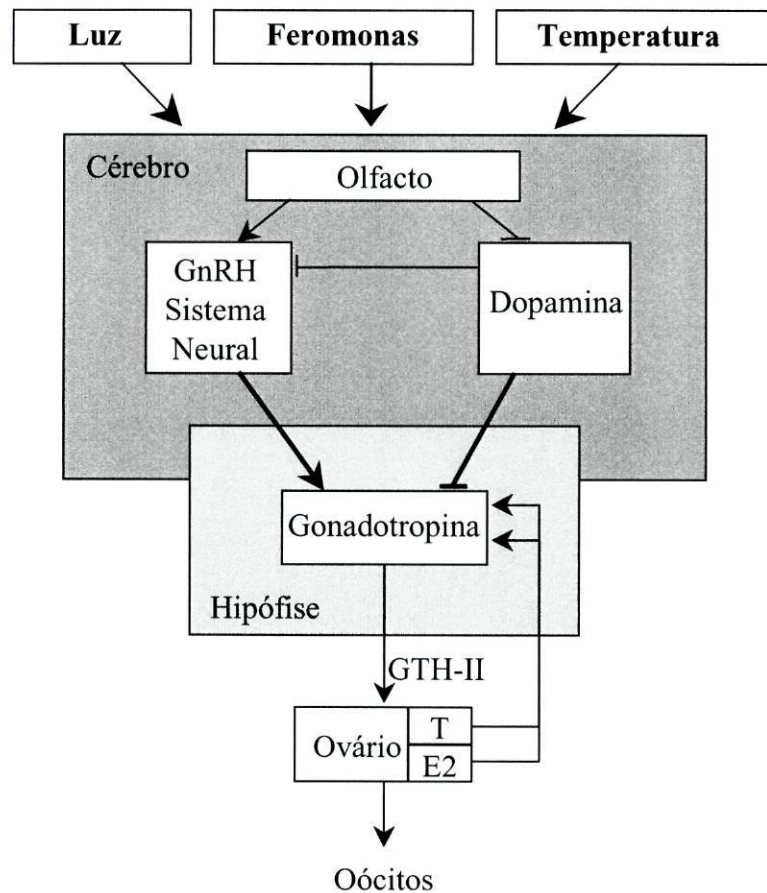 Luz
Feromonas
Temperatura
Cérebro
Olfacto
GnRH
Sistema
Neural
Dopamina
Gonadotropina
Hipófise
GTH-II
Ovário
T
E2
Oócitos